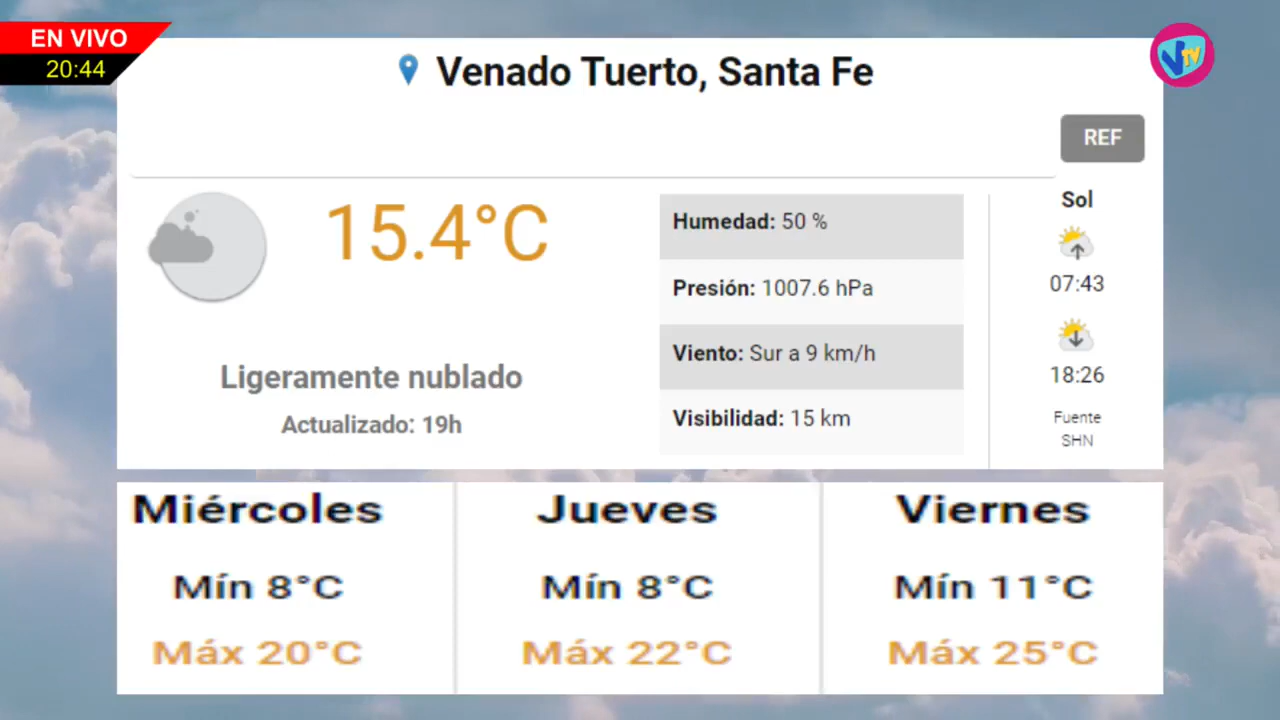 EN VIVO
20:44
VTV
Venado Tuerto, Santa Fe
REF
15.4°C
Ligeramente nublado
Actualizado: 19h
Humedad: 50 %
Presión: 1007.6 hPa
Viento: Sur a 9 km/h
Visibilidad: 15 km
Sol
07:43
18:26
Fuente
SHN
Miércoles
Mín 8°C
Máx 20°C
Jueves
Mín 8°C
Máx 22°C
Viernes
Mín 11°C
Máx 25°C